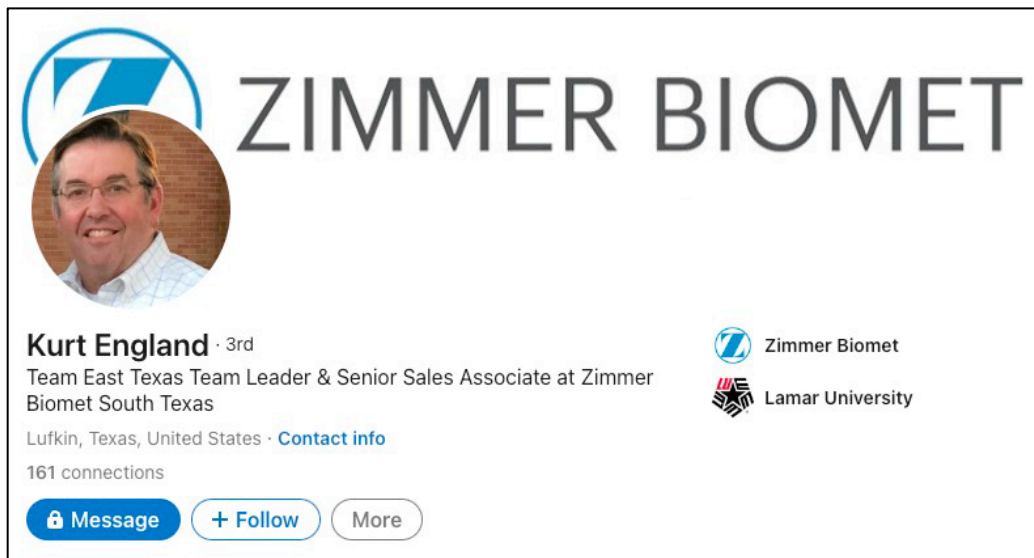 ZIMMER BIOMET
Kurt England · 3rd
Team East Texas Team Leader & Senior Sales Associate at Zimmer
Biomet South Texas
Lufkin, Texas, United States · Contact info
161 connections
Message
+ Follow
More
Zimmer Biomet
LU
Lamar University